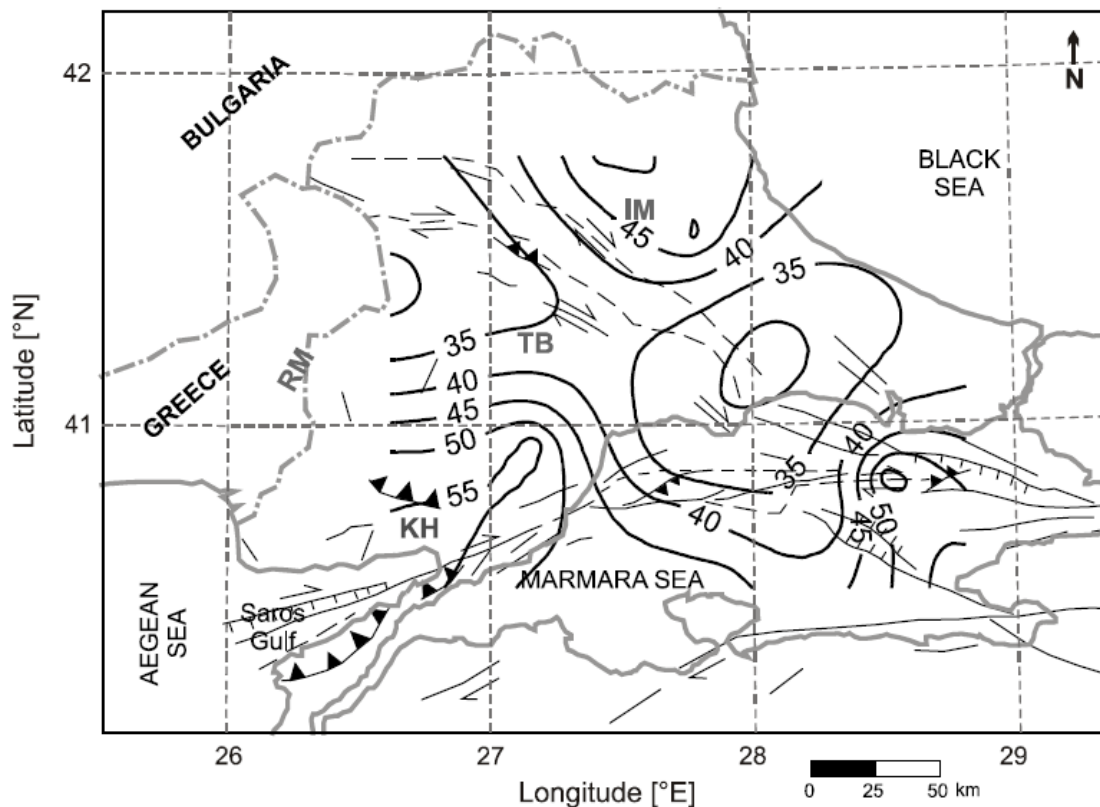 42
BULGARIA
N
BLACK
SEA
IM
45
40
35
Latitude [°N]
TB
35
40
45
50
55
RM
GREECE
41
KH
40
35
40
45
50
MARMARA SEA
AEGEAN
SEA
Saros
Gulf
26
27
28
29
Longitude [°E]
0
25
50
km